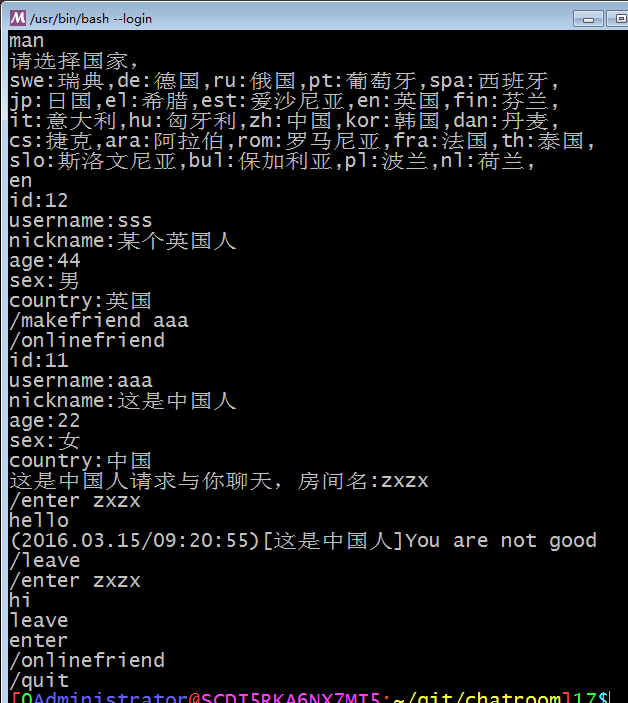 /usr/bin/bash --login
man
请选择国家，
swe:瑞典,de:德国,ru:俄国,pt:葡萄牙,spa:西班牙,
jp:日国,el:希腊,est:爱沙尼亚,en:英国,fin:芬兰,
it:意大利,hu:匈牙利,zh:中国,kor:韩国,dan:丹麦,
cs:捷克,ara:阿拉伯,rom:罗马尼亚,fra:法国,th:泰国,
slo:斯洛文尼亚,bul:保加利亚,pl:波兰,nl:荷兰,
en
id:12
username:sss
nickname:某个英国人
age:44
sex:男
country:英国
/makefriend aaa
/onlinefriend
id:11
username:aaa
nickname:这是中国人
age:22
sex:女
country:中国
这是中国人请求与你聊天，房间名:zxzx
/enter zxzx
hello
(2016.03.15/09:20:55)[这是中国人]You are not good
/leave
/enter zxzx
hi
leave
enter
/onlinefriend
/quit